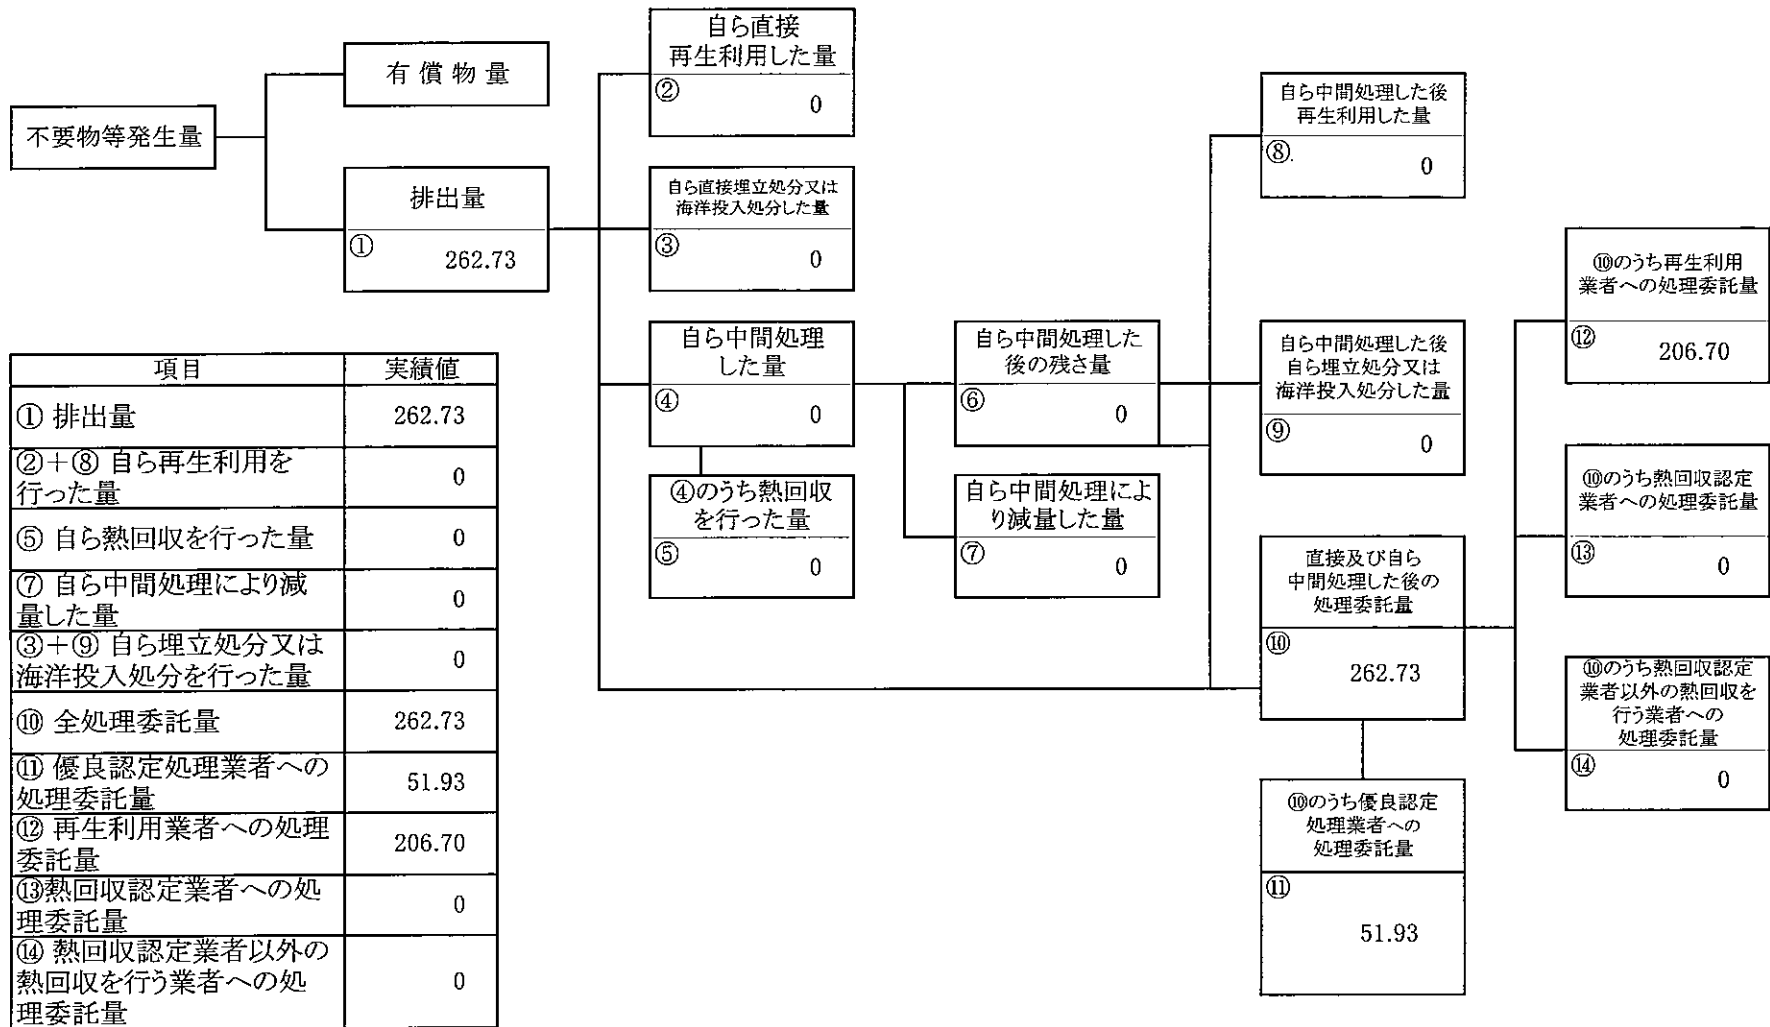 不要物等発生量
有償物量
排出量
①
262.73
自ら直接
再生利用した量
②
0
自ら直接埋立処分又は
海洋投入処分した量
③
0
自ら中間処理
した量
④
0
④のうち熱回収
を行った量
⑤
0
自ら中間処理した
後の残さ量
⑥
0
自ら中間処理によ
り減量した量
⑦
0
自ら中間処理した後
再生利用した量
⑧
0
自ら中間処理した後
自ら埋立処分又は
海洋投入処分した量
⑨
0
直接及び自ら
中間処理した後の
処理委託量
⑩
262.73
⑩のうち優良認定
処理業者への
処理委託量
⑪
51.93
⑩のうち再生利用
業者への処理委託量
⑫
206.70
⑩のうち熱回収認定
業者への処理委託量
⑬
0
⑩のうち熱回収認定
業者以外の熱回収を
行う業者への
処理委託量
⑭
0
項目 実績値
① 排出量 262.73
②+⑧ 自ら再生利用を
行った量 0
⑤ 自ら熱回収を行った量 0
⑦ 自ら中間処理により減
量した量 0
③+⑨ 自ら埋立処分又は
海洋投入処分を行った量 0
⑩ 全処理委託量 262.73
⑪ 優良認定処理業者への
処理委託量 51.93
⑫ 再生利用業者への処理
委託量 206.70
⑬熱回収認定業者への処
理委託量 0
⑭ 熱回収認定業者以外の
熱回収を行う業者への処
理委託量 0